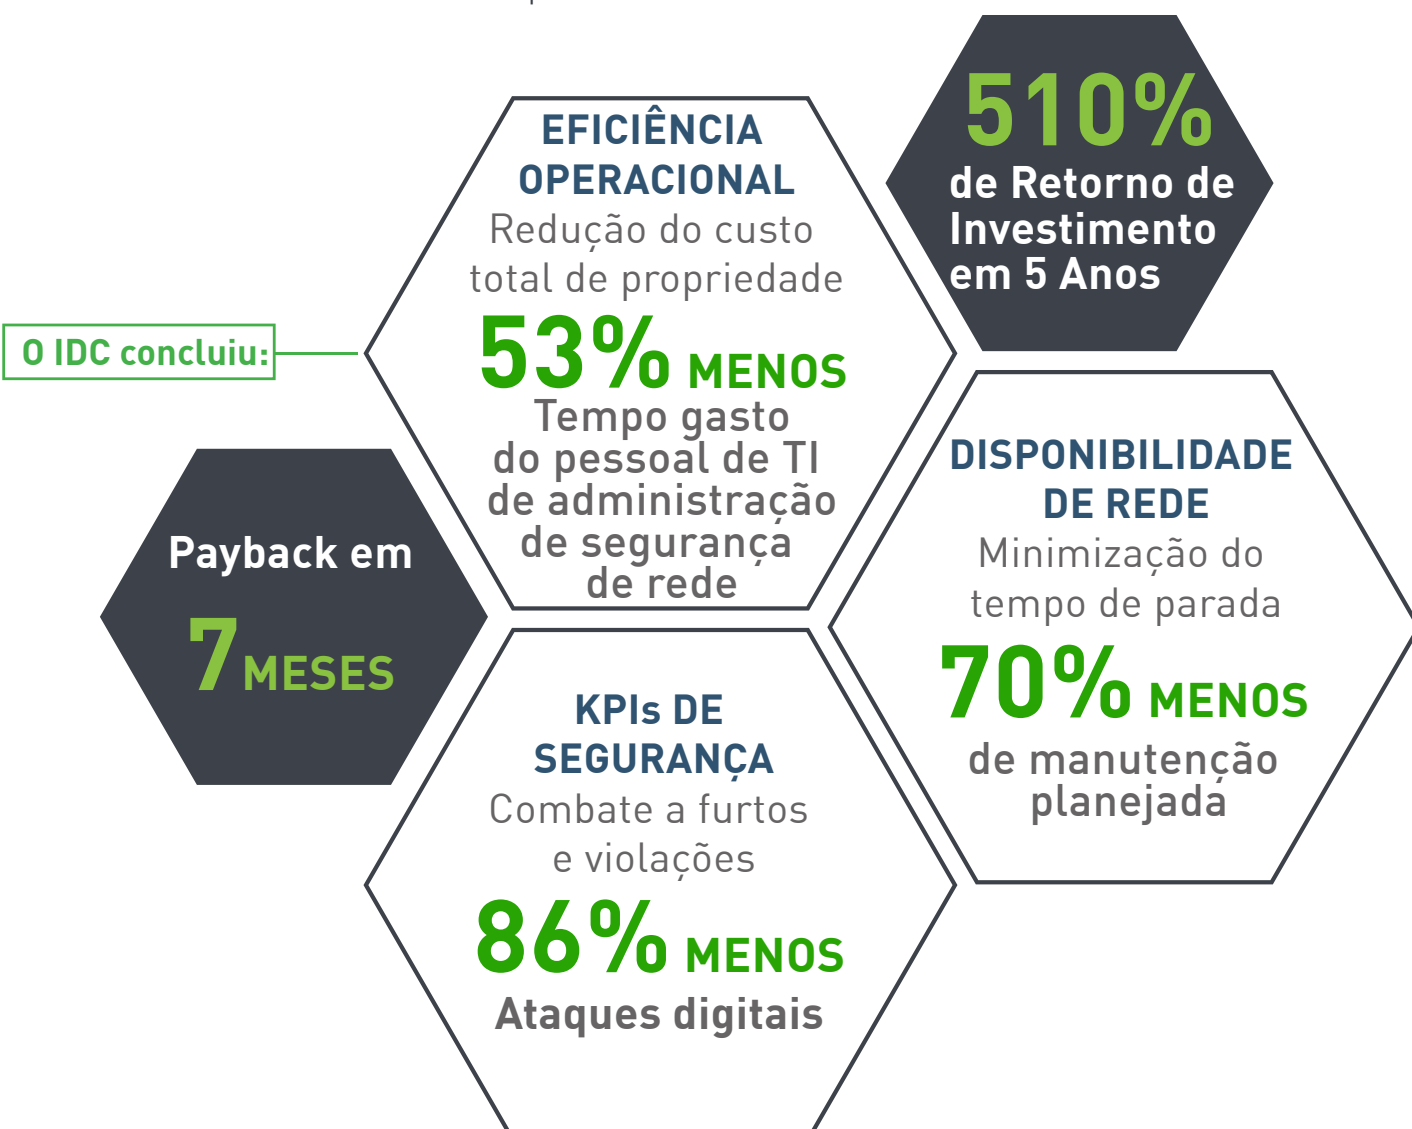 510%
de Retorno de
Investimento
em 5 Anos
EFICIÊNCIA
OPERACIONAL
Redução do custo
total de propriedade
53% MENOS
Tempo gasto
do pessoal de TI
de administração
de segurança
de rede
O IDC concluiu:
DISPONIBILIDADE
DE REDE
Minimização do
tempo de parada
70% MENOS
de manutenção
planejada
Payback em
7 MESES
KPIs DE
SEGURANÇA
Combate a furtos
e violações
86% MENOS
Ataques digitais